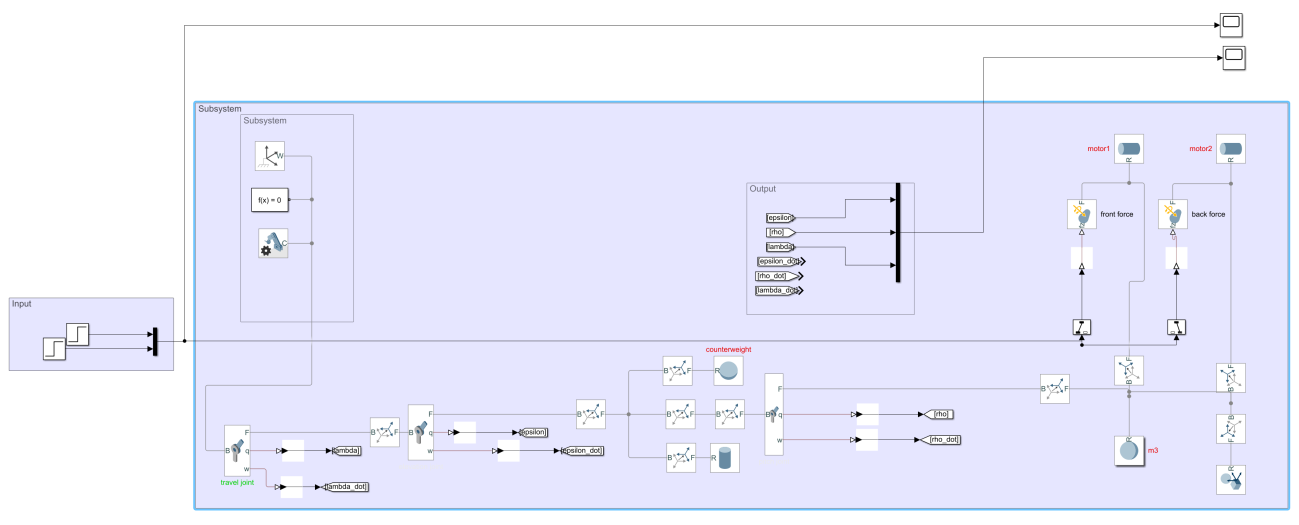 Subsystem
Subsystem
W
f(x) = 0
C
Input
Output
[epsilon]
[rho]
[lambda]
[epsilon_dot]
[rho_dot]
[lambda_dot]
motor1
R
motor2
R
F
front force
F
back force
counterweight
B F R
B F B F
B F R
B F
B F q w
travel joint
[lambda]
[lambda_dot]
B F
B F q w
[epsilon]
[epsilon_dot]
B F
B F q w
[rho]
[rho_dot]
B F
F
B
F
B
B
F
R
m3
R